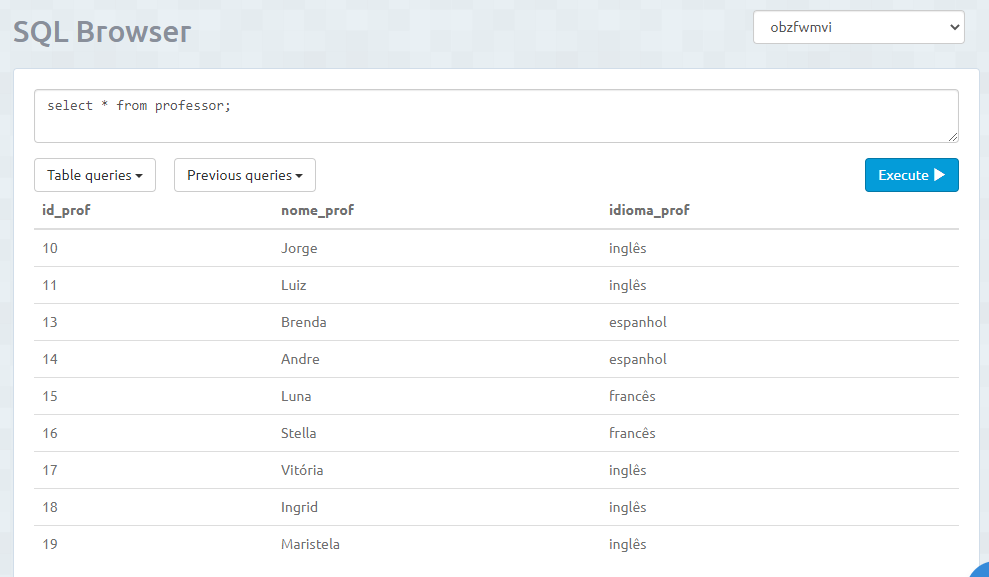 SQL Browser
obzfwmvi
select * from professor;
Table queries
Previous queries
Execute
id_prof nome_prof idioma_prof
10 Jorge inglês
11 Luiz inglês
13 Brenda espanhol
14 Andre espanhol
15 Luna francês
16 Stella francês
17 Vitória inglês
18 Ingrid inglês
19 Maristela inglês